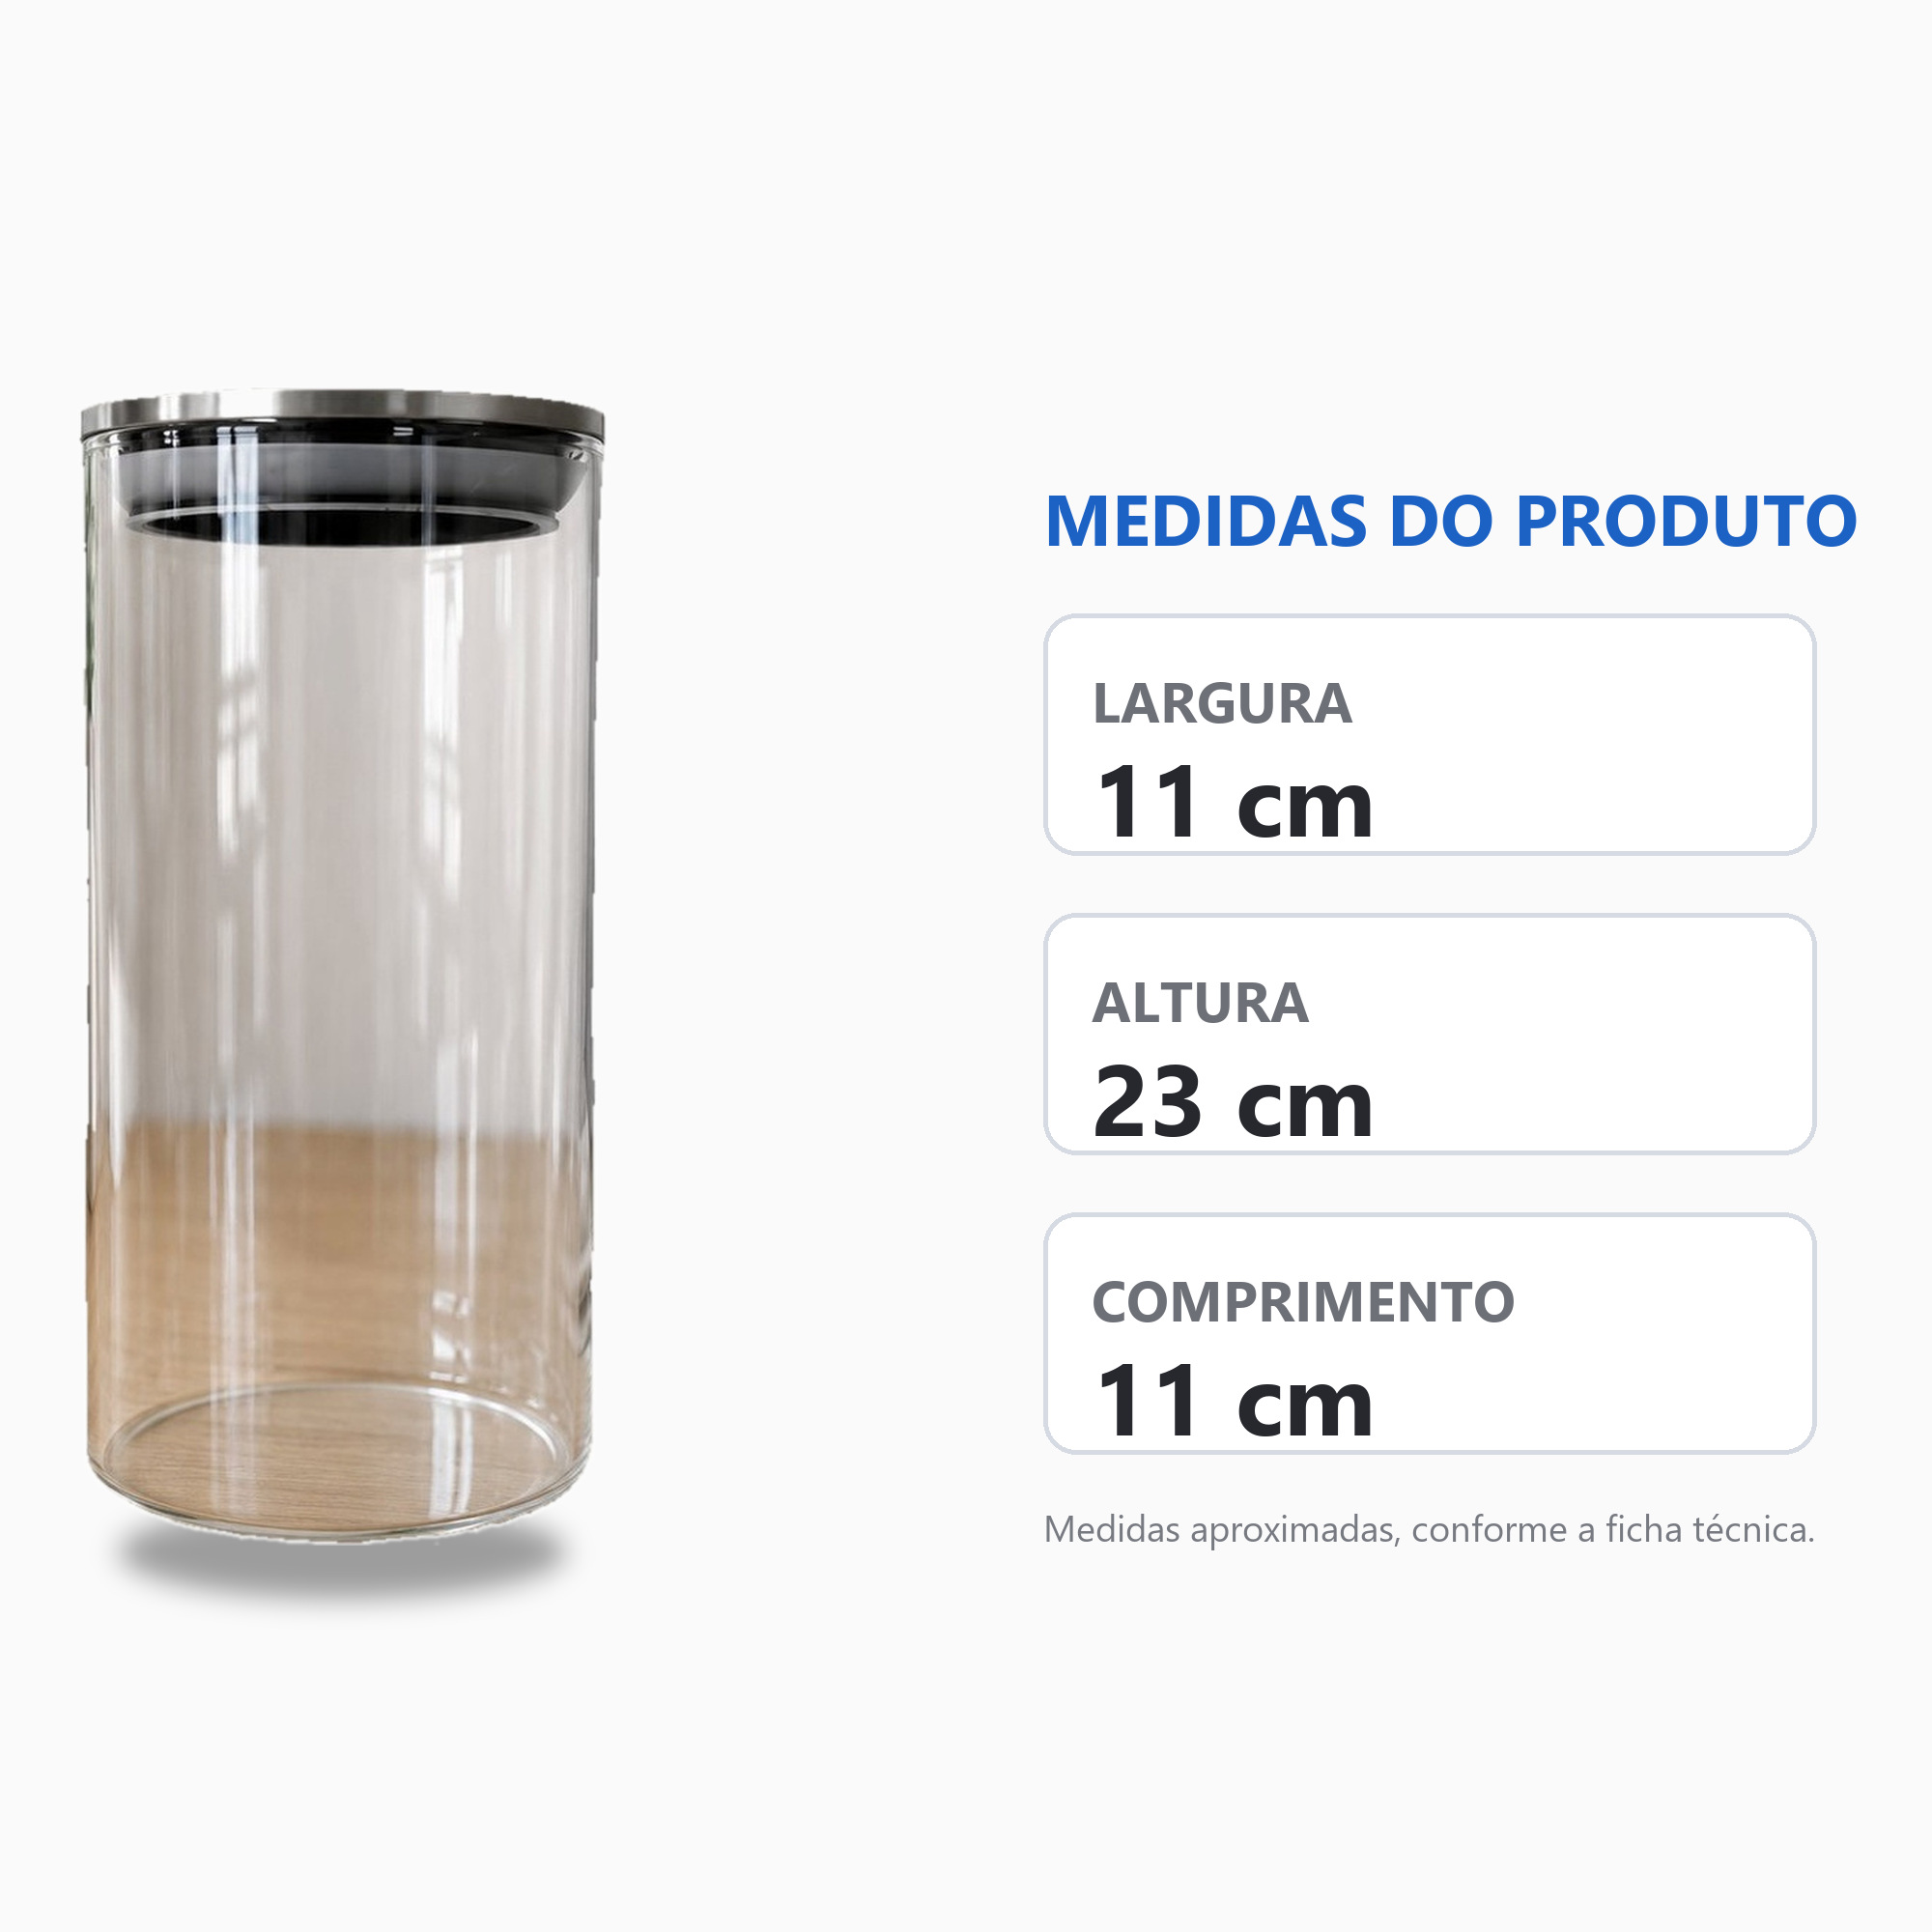 MEDIDAS DO PRODUTO
LARGURA
11 cm
ALTURA
23 cm
COMPRIMENTO
11 cm
Medidas aproximadas, conforme a ficha técnica.